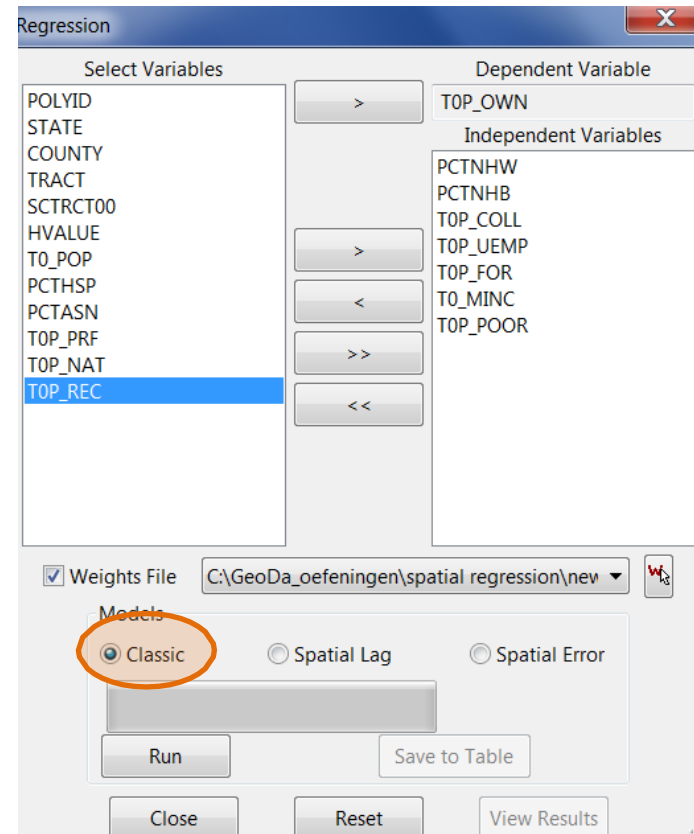 Regression
X
Select Variables
POLYID
STATE
COUNTY
TRACT
SCTRCT00
HVALUE
T0_POP
PCTHSP
PCTASN
T0P_PRF
T0P_NAT
T0P_REC
>
>
<
>>
<<
Dependent Variable
T0P_OWN
Independent Variables
PCTNHW
PCTNHB
T0P_COLL
T0P_UEMP
T0P_FOR
T0_MINC
T0P_POOR
Weights File C:\GeoDa_oefeningen\spatial regression\new
Models
Classic Spatial Lag Spatial Error
Run Save to Table
Close Reset View Results